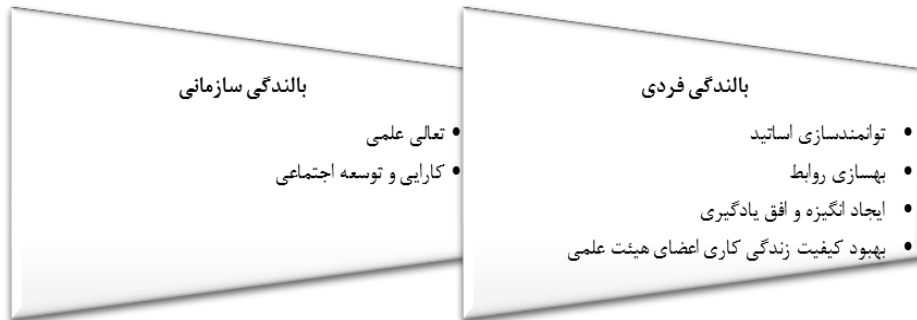 بالندگی فردی
• توانمندسازی اساتید
• بهسازی روابط
• ایجاد انگیزه و افق یادگیری
• بهبود کیفیت زندگی کاری اعضای هیئت علمی
بالندگی سازمانی
• تعالی علمی
• کارایی و توسعه اجتماعی